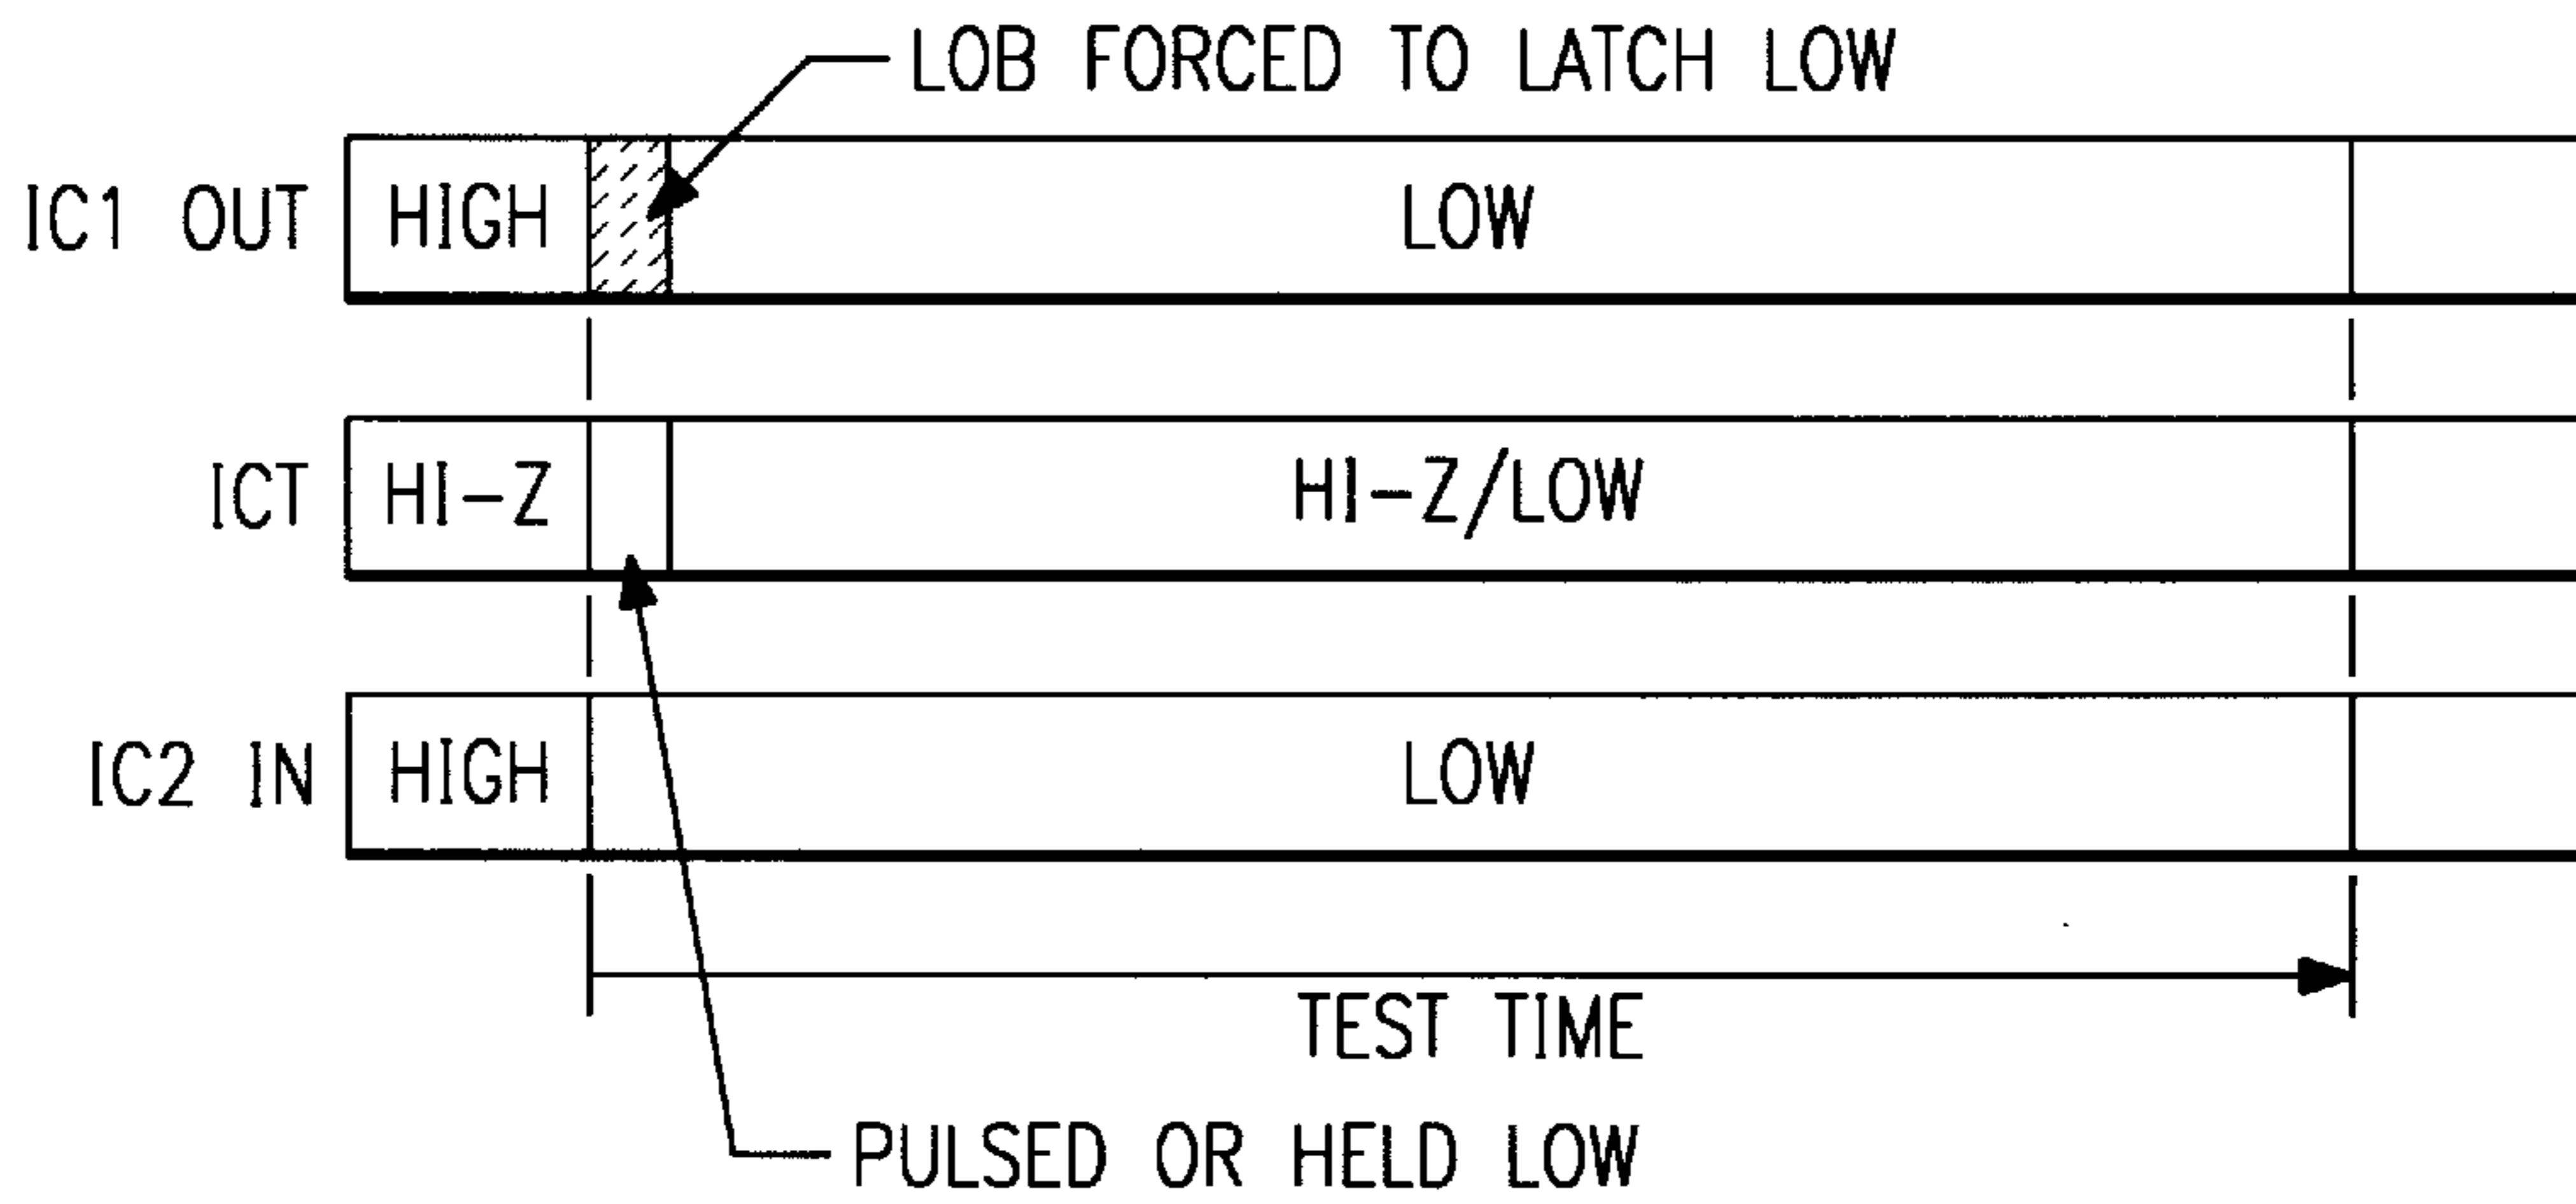 LOB FORCED TO LATCH LOW
IC1 OUT HIGH LOW
ICT HI-Z HI-Z/LOW
IC2 IN HIGH LOW
TEST TIME
PULSED OR HELD LOW